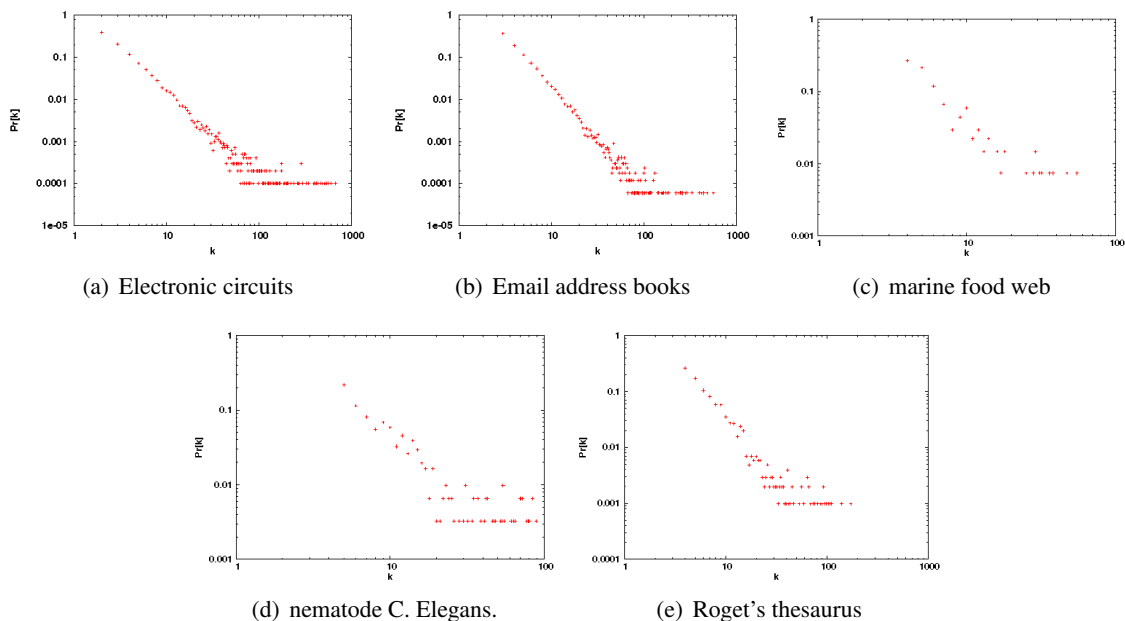 1
0.1
0.01
0.001
0.0001
1e-05
Pr[k]
1
10
100
1000
k
(a) Electronic circuits
1
0.1
0.01
0.001
0.0001
1e-05
Pr[k]
1
10
100
1000
k
(b) Email address books
1
0.1
0.01
0.001
Pr[k]
1
10
100
k
(c) marine food web
1
0.1
0.01
0.001
Pr[k]
1
10
100
k
(d) nematode C. Elegans.
1
0.1
0.01
0.001
0.0001
Pr[k]
1
10
100
1000
k
(e) Roget's thesaurus